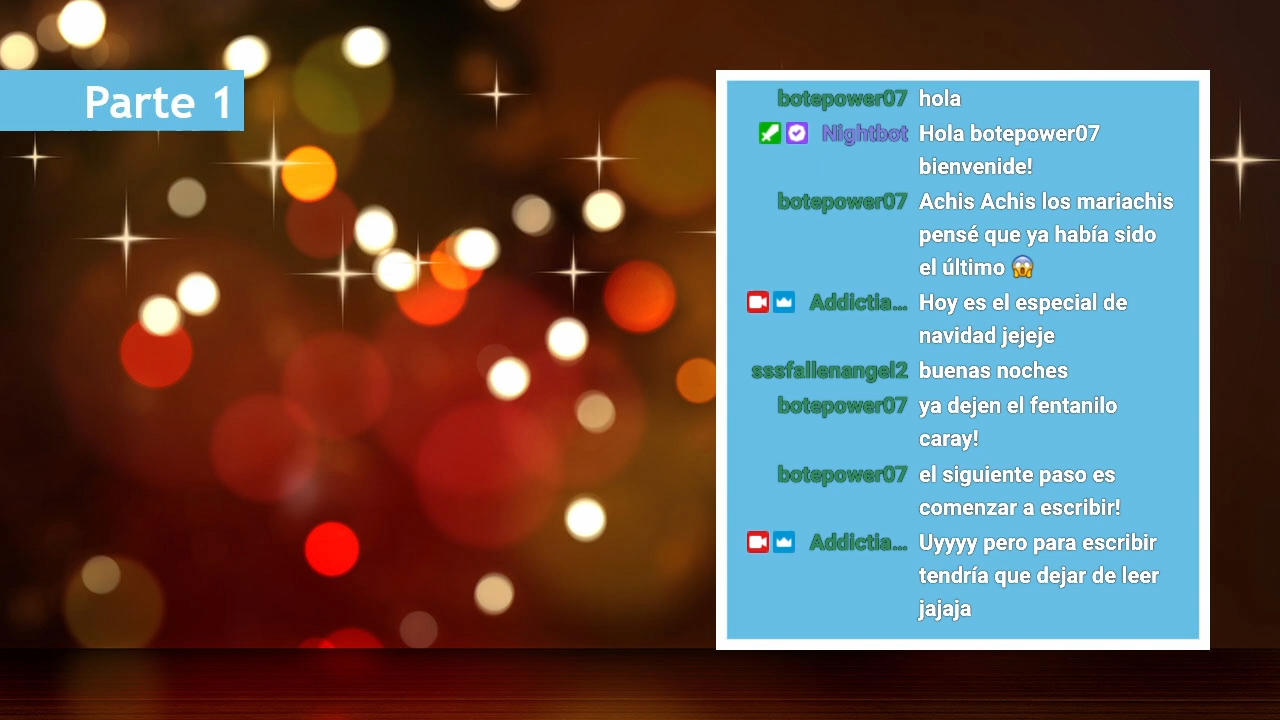 Parte 1
botepower07 hola
Nightbot Hola botepower07
bienvenide!
botepower07 Achis Achis los mariachis
pensé que ya había sido
el último 😱
Addictia... Hoy es el especial de
navidad jejeje
sssfallenangel2 buenas noches
botepower07 ya dejen el fentanilo
caray!
botepower07 el siguiente paso es
comenzar a escribir!
Addictia... Uyyyy pero para escribir
tendría que dejar de leer
jajaja